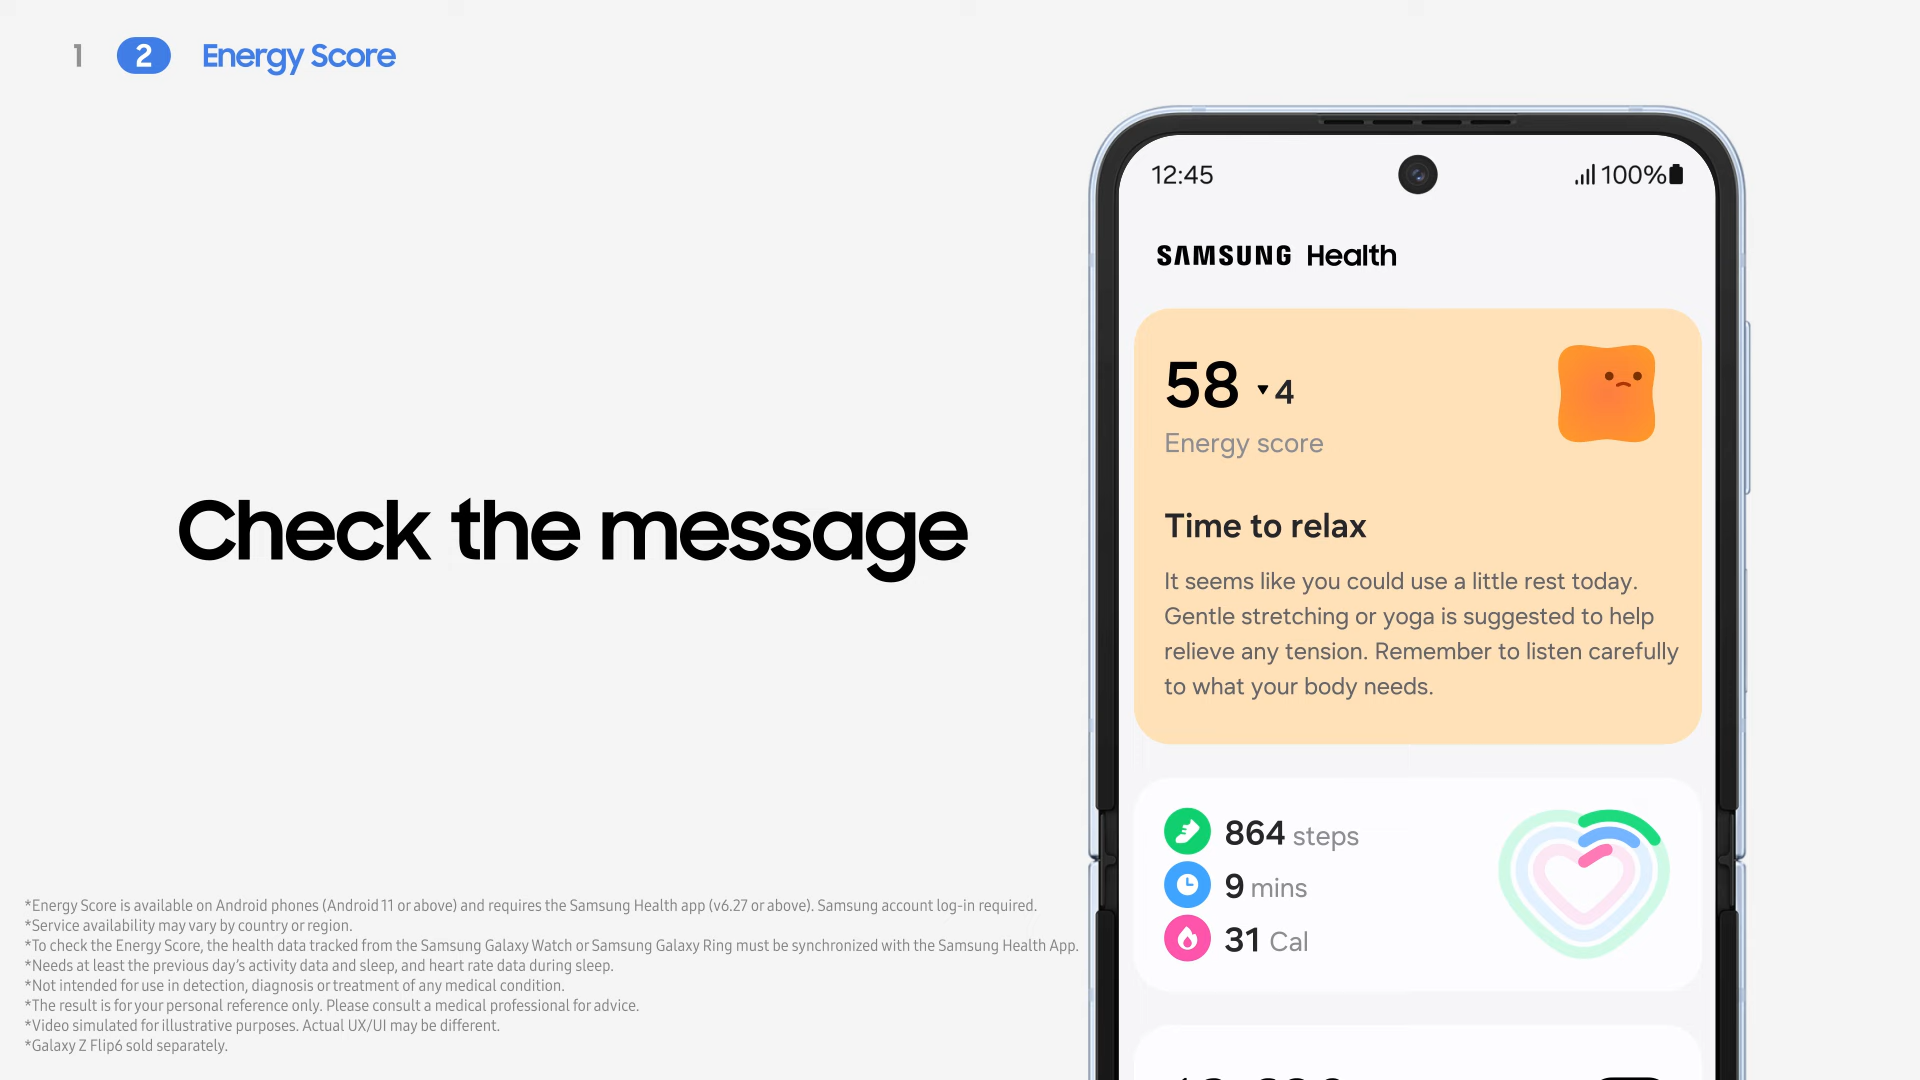 1 2 Energy Score
12:45
100%
SAMSUNG Health
58 ▼4
Energy score
Time to relax
It seems like you could use a little rest today.
Gentle stretching or yoga is suggested to help
relieve any tension. Remember to listen carefully
to what your body needs.
864 steps
9 mins
31 Cal
Check the message
*Energy Score is available on Android phones (Android 11 or above) and requires the Samsung Health app (v6.27 or above). Samsung account log-in required.
*Service availability may vary by country or region.
*To check the Energy Score, the health data tracked from the Samsung Galaxy Watch or Samsung Galaxy Ring must be synchronized with the Samsung Health App.
*Needs at least the previous day's activity data and sleep, and heart rate data during sleep.
*Not intended for use in detection, diagnosis or treatment of any medical condition.
*The result is for your personal reference only. Please consult a medical professional for advice.
*Video simulated for illustrative purposes. Actual UX/UI may be different.
*Galaxy Z Flip6 sold separately.